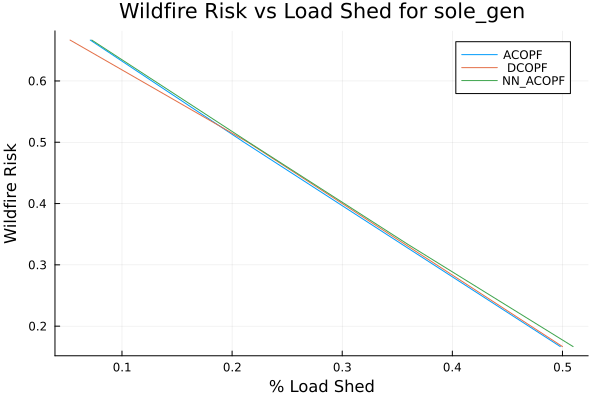 Wildfire Risk vs Load Shed for sole_gen
ACOPF
DCOPF
NN_ACOPF
Wildfire Risk
0.6
0.5
0.4
0.3
0.2
0.1
0.2
0.3
0.4
0.5
% Load Shed